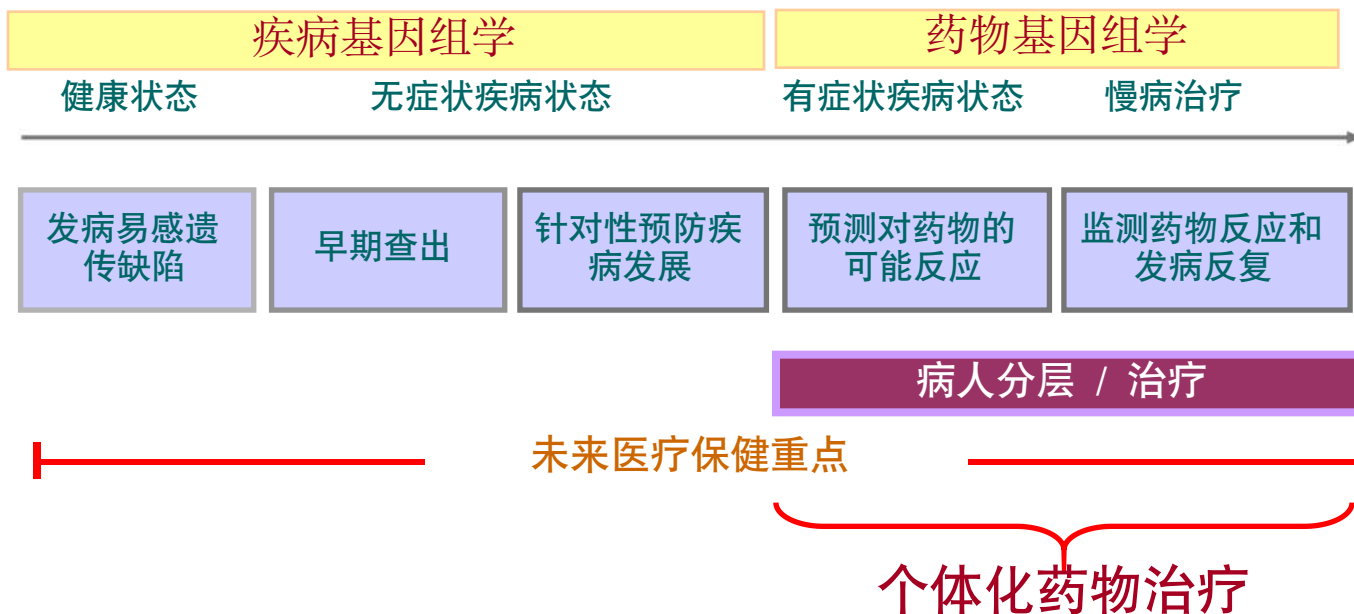 疾病基因组学 药物基因组学
健康状态 无症状疾病状态 有症状疾病状态 慢病治疗
发病易感遗
传缺陷
早期查出
针对性预防疾
病发展
预测对药物的
可能反应
监测药物反应和
发病反复
病人分层 / 治疗
未来医疗保健重点
个体化药物治疗